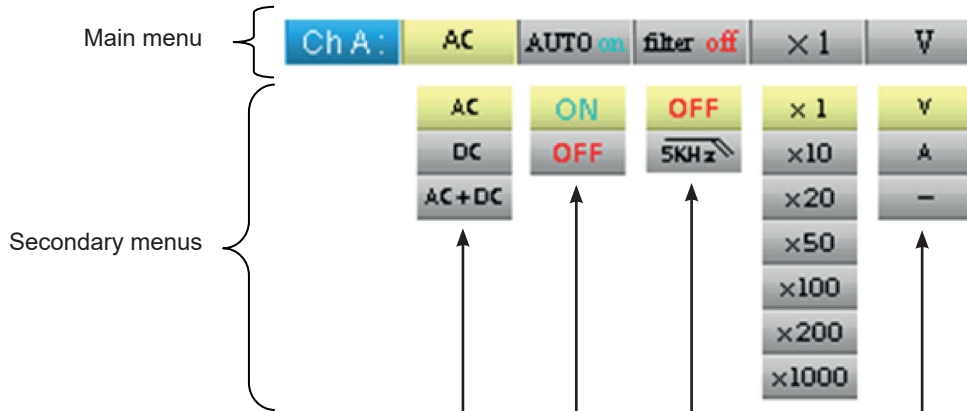 Main menu
Ch A: AC AUTO on filter off ×1 V
AC ON OFF ×1 V
DC OFF 5KHz ×10 A
AC+DC ×20 −
Secondary menus
×50
×100
×200
×1000